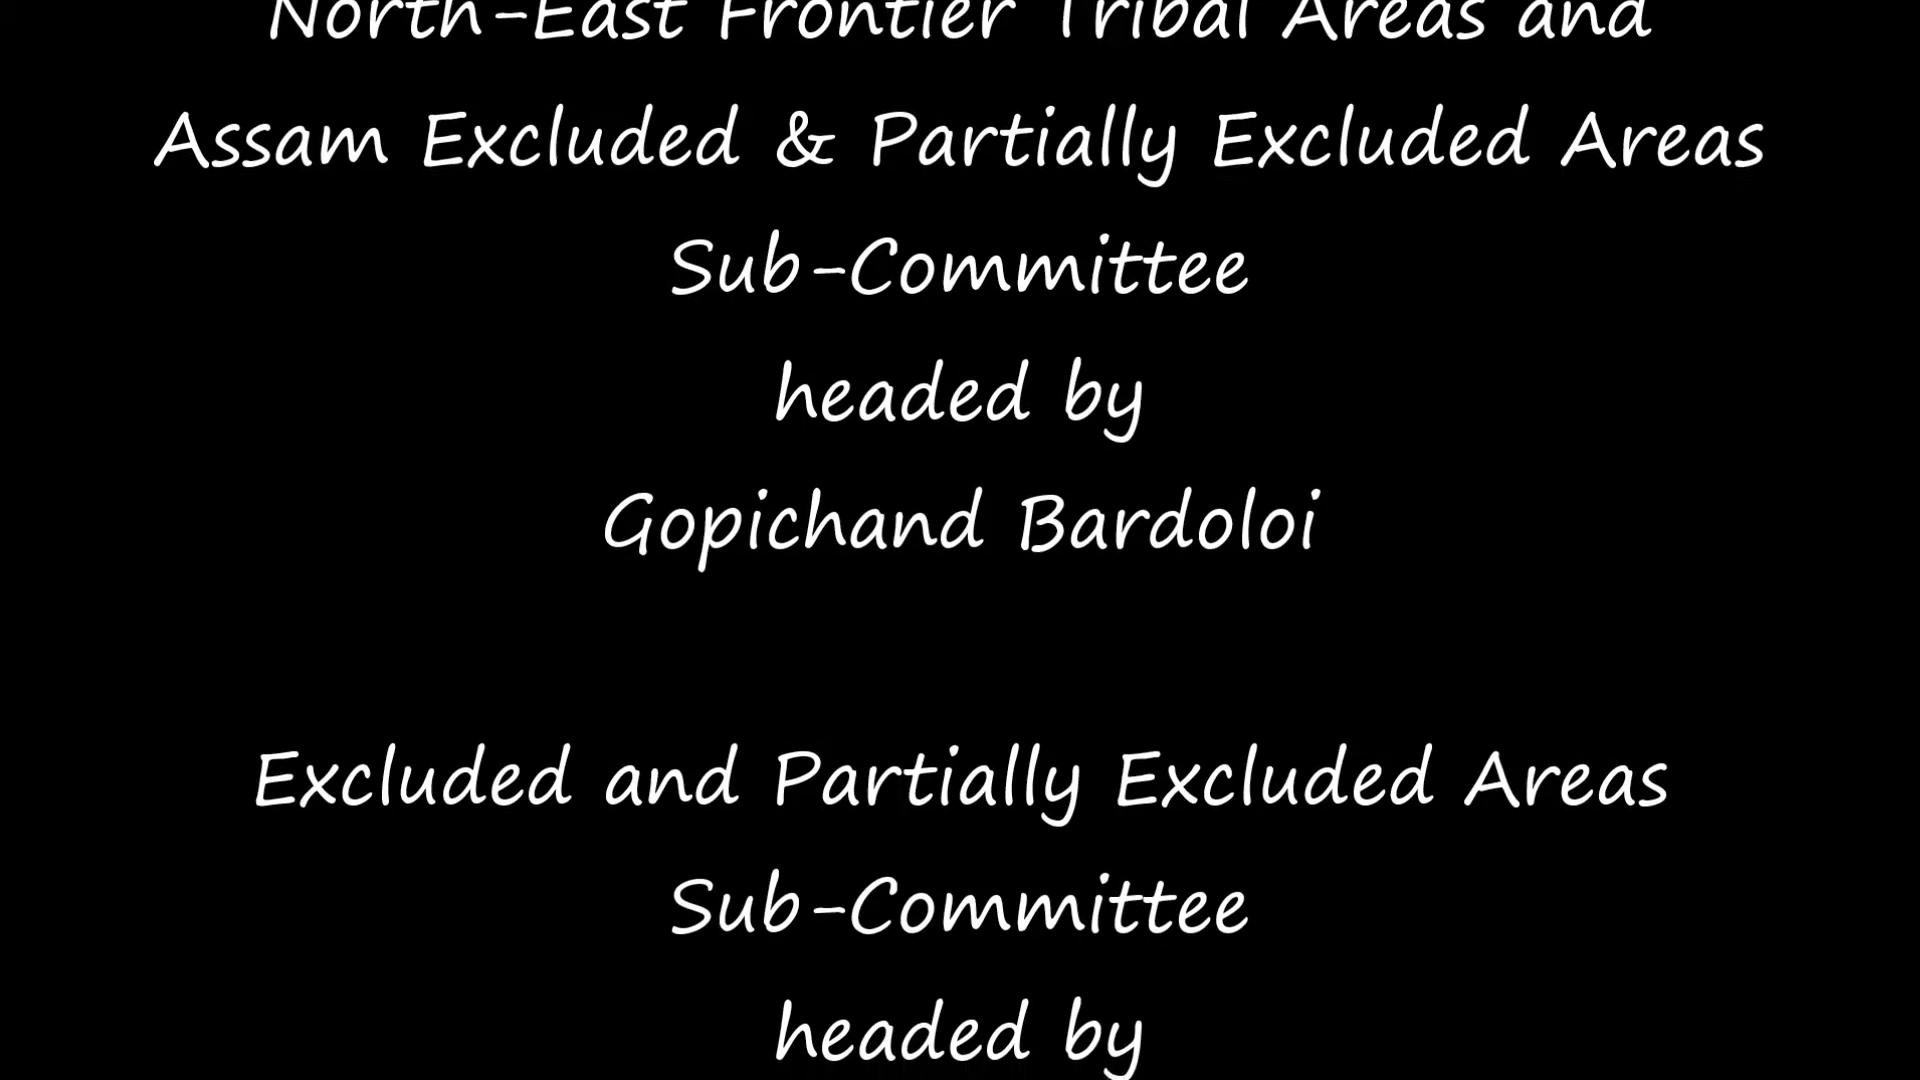 North-East Frontier Tribal Areas and
Assam Excluded & Partially Excluded Areas
Sub-Committee
headed by
Gopichand Bardoloi
Excluded and Partially Excluded Areas
Sub-Committee
headed by